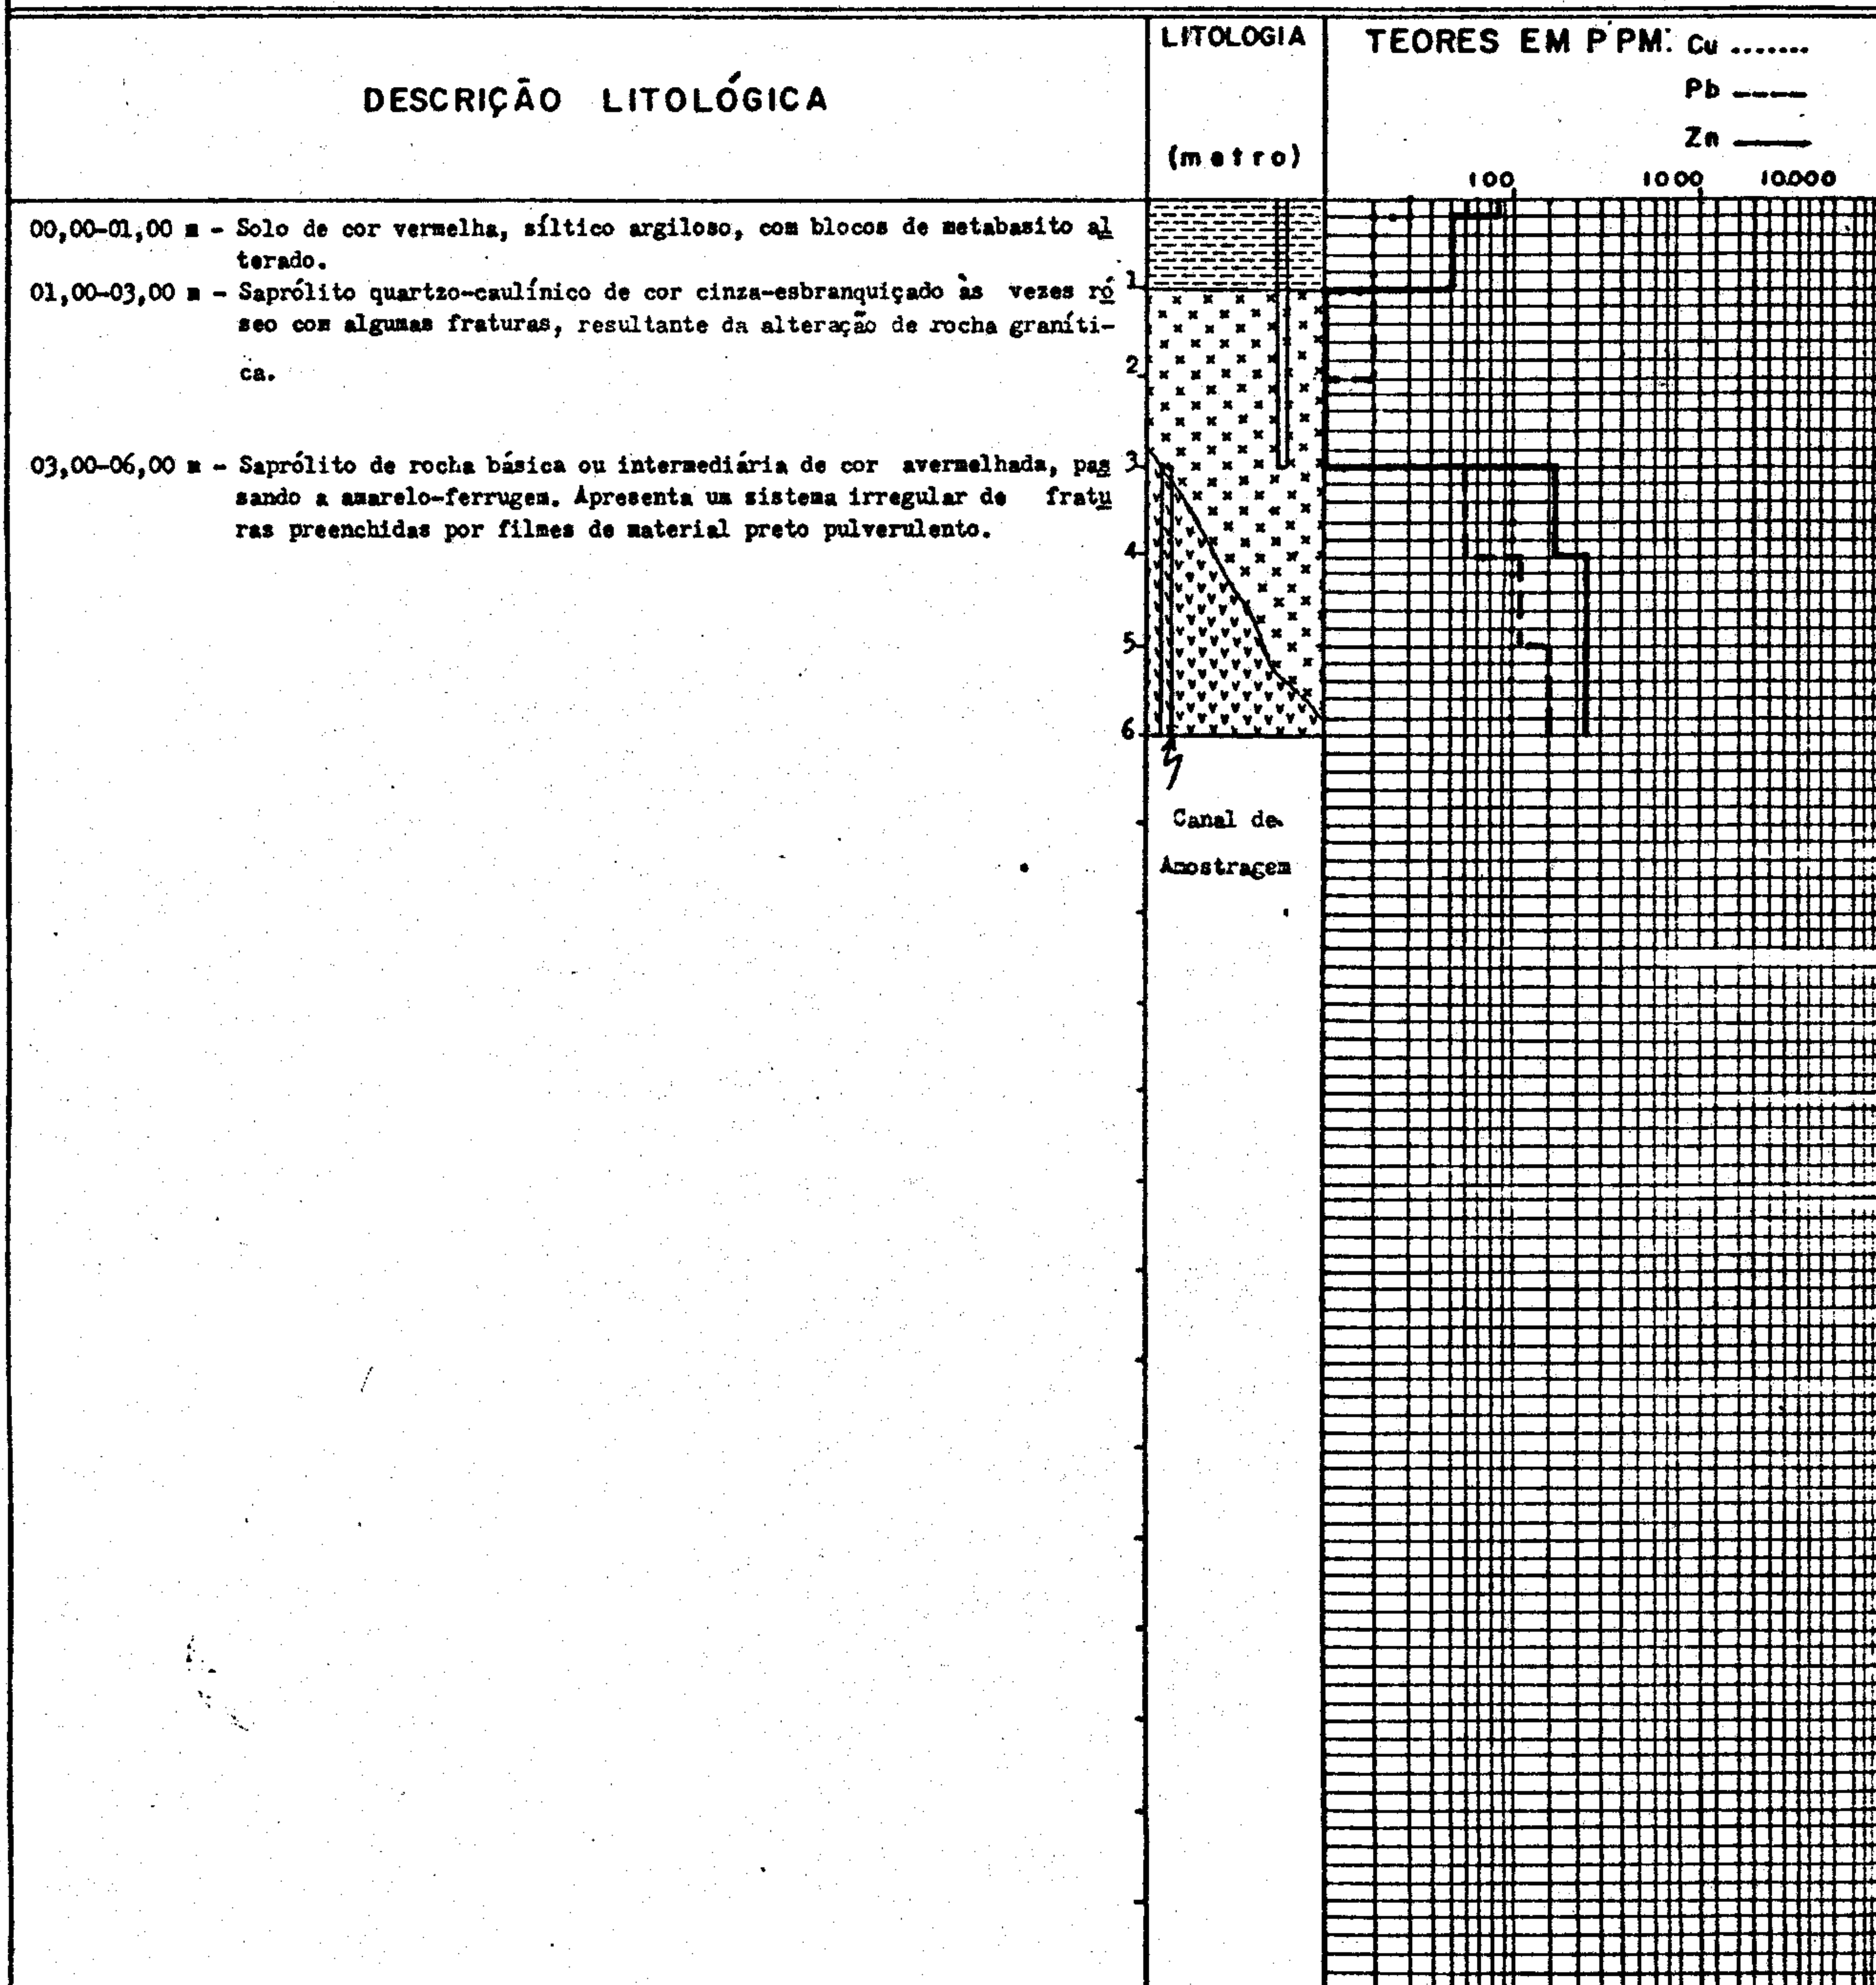 DESCRIÇÃO LITOLÓGICA
LITOLOGIA
(metro)
TEORES EM PPM: Cu .......
Pb ----
Zn ——
100 1000 10.000
00,00-01,00 m - Solo de cor vermelha, síltico argiloso, com blocos de metabasito al
terado.
01,00-03,00 m - Saprólito quartzo-caulínico de cor cinza-esbranquiçado às vezes ró
seo com algumas fraturas, resultante da alteração de rocha graníti-
ca.
03,00-06,00 m - Saprólito de rocha básica ou intermediária de cor avermelhada, pas
sando a amarelo-ferrugem. Apresenta um sistema irregular de fratu
ras preenchidas por filmes de material preto pulverulento.
1
2
3
4
5
6
Canal de
Amostragem